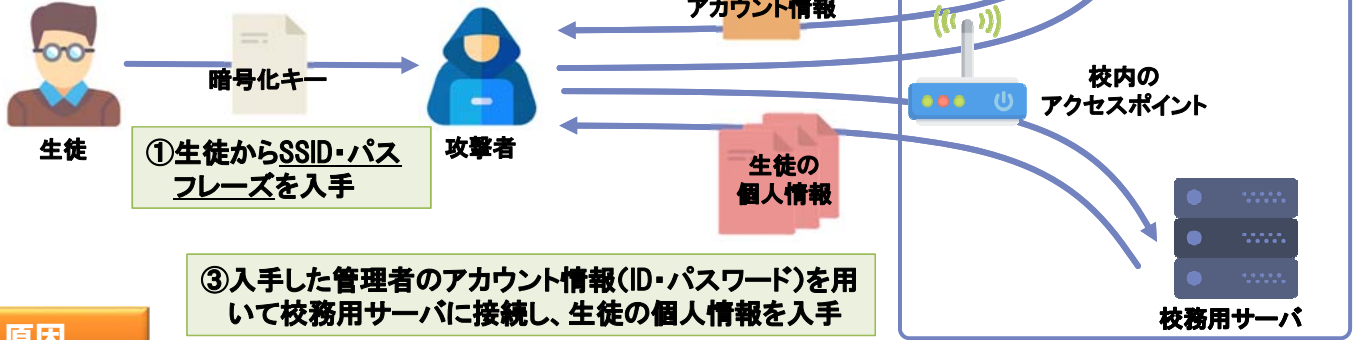 アカウント情報
暗号化キー
校内の
アクセスポイント
生徒
①生徒からSSID・パス
フレーズを入手
攻撃者
生徒の
個人情報
③入手した管理者のアカウント情報(ID・パスワード)を用
いて校務用サーバに接続し、生徒の個人情報を入手
校務用サーバ
原因